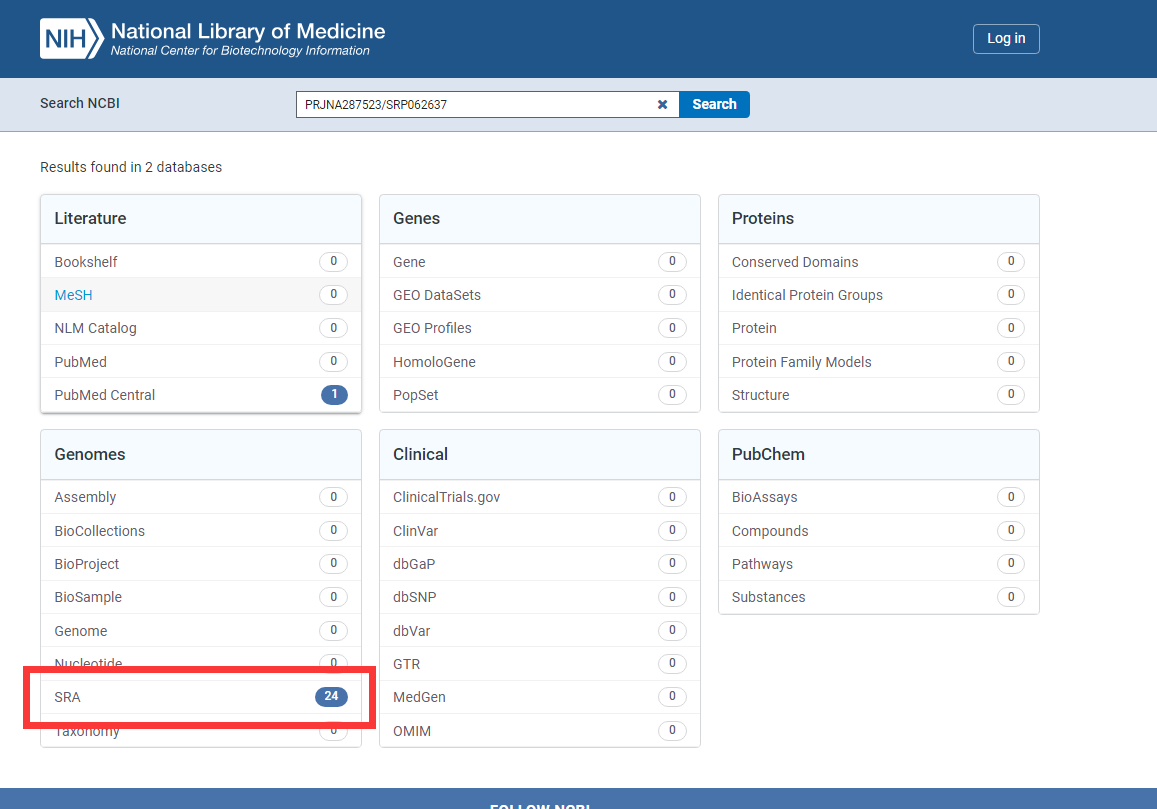 NIH National Library of Medicine
National Center for Biotechnology Information
Log in
Search NCBI
PRJNA287523/SRP062637
Search
Results found in 2 databases
Literature
Bookshelf 0
MeSH 0
NLM Catalog 0
PubMed 0
PubMed Central 1
Genes
Gene 0
GEO DataSets 0
GEO Profiles 0
HomoloGene 0
PopSet 0
Proteins
Conserved Domains 0
Identical Protein Groups 0
Protein 0
Protein Family Models 0
Structure 0
Genomes
Assembly 0
BioCollections 0
BioProject 0
BioSample 0
Genome 0
Nucleotide 0
SRA 24
Taxonomy 0
Clinical
ClinicalTrials.gov 0
ClinVar 0
dbGaP 0
dbSNP 0
dbVar 0
GTR 0
MedGen 0
OMIM 0
PubChem
BioAssays 0
Compounds 0
Pathways 0
Substances 0
FOLLOW NCBI